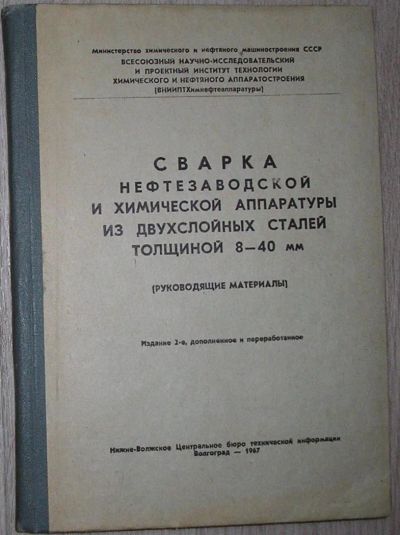 Министерство химического и нефтяного машиностроения СССР
ВСЕСОЮЗНЫЙ НАУЧНО-ИССЛЕДОВАТЕЛЬСКИЙ
И ПРОЕКТНЫЙ ИНСТИТУТ ТЕХНОЛОГИИ
ХИМИЧЕСКОГО И НЕФТЯНОГО АППАРАТОСТРОЕНИЯ
(ВНИИПТХимнефтеаппаратуры)
СВАРКА
НЕФТЕЗАВОДСКОЙ
И ХИМИЧЕСКОЙ АППАРАТУРЫ
ИЗ ДВУХСЛОЙНЫХ СТАЛЕЙ
ТОЛЩИНОЙ 8—40 мм
(РУКОВОДЯЩИЕ МАТЕРИАЛЫ)
Издание 2-е, дополненное и переработанное
Нижне-Волжское Центральное бюро технической информации
Волгоград — 1967